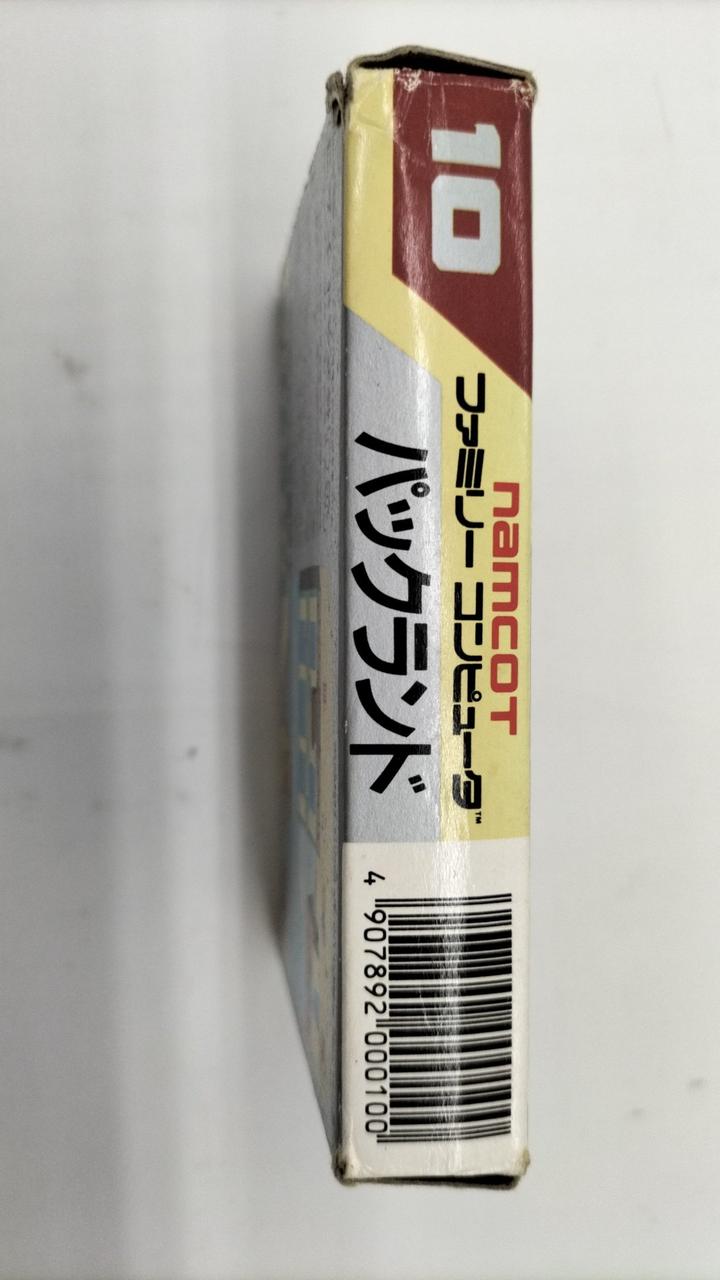 10
namcot
ファミリー コンピュータ™
パックランド
4 907892 000100